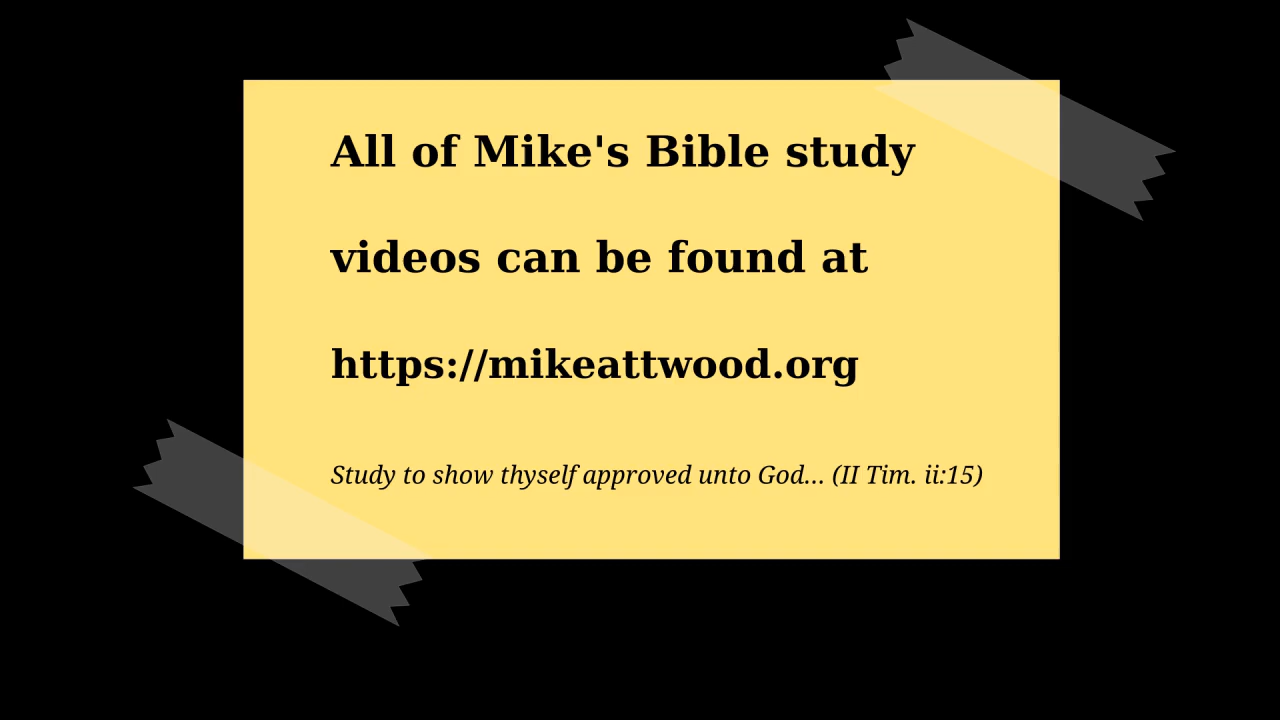 All of Mike's Bible study
videos can be found at
https://mikeattwood.org
Study to show thyself approved unto God... (II Tim. ii:15)